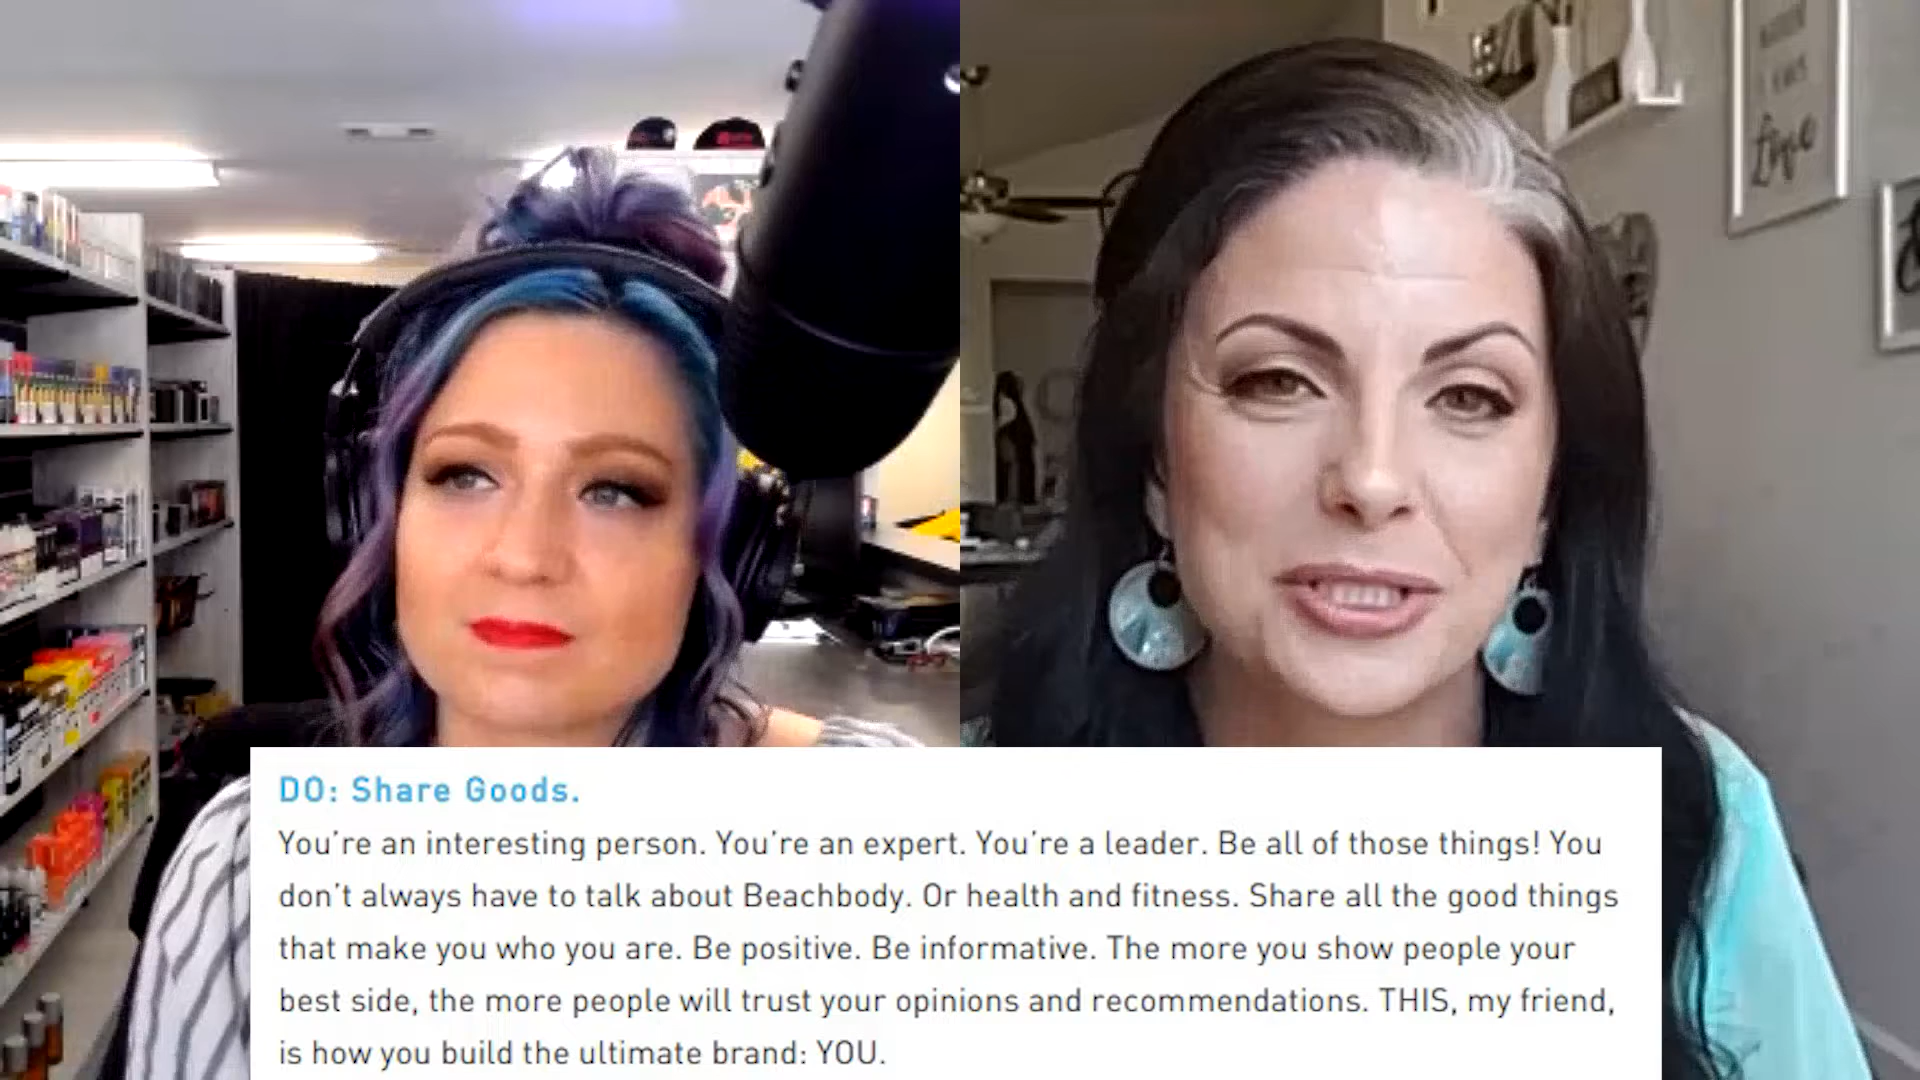 DO: Share Goods.
You’re an interesting person. You’re an expert. You’re a leader. Be all of those things! You
don’t always have to talk about Beachbody. Or health and fitness. Share all the good things
that make you who you are. Be positive. Be informative. The more you show people your
best side, the more people will trust your opinions and recommendations. THIS, my friend,
is how you build the ultimate brand: YOU.